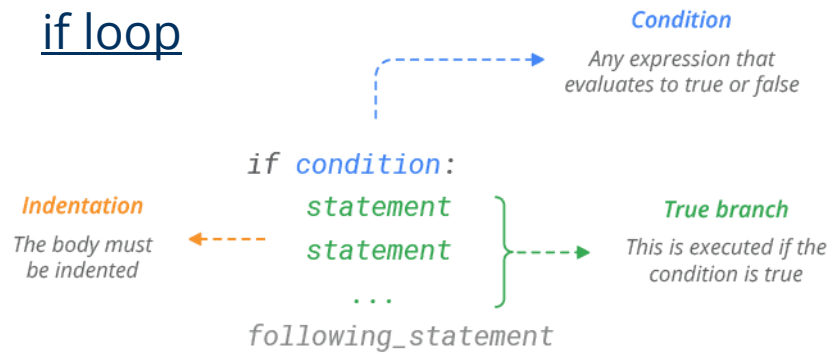 if loop
Condition
Any expression that
evaluates to true or false
if condition:
Indentation
The body must
be indented
statement
statement
...
True branch
This is executed if the
condition is true
following_statement